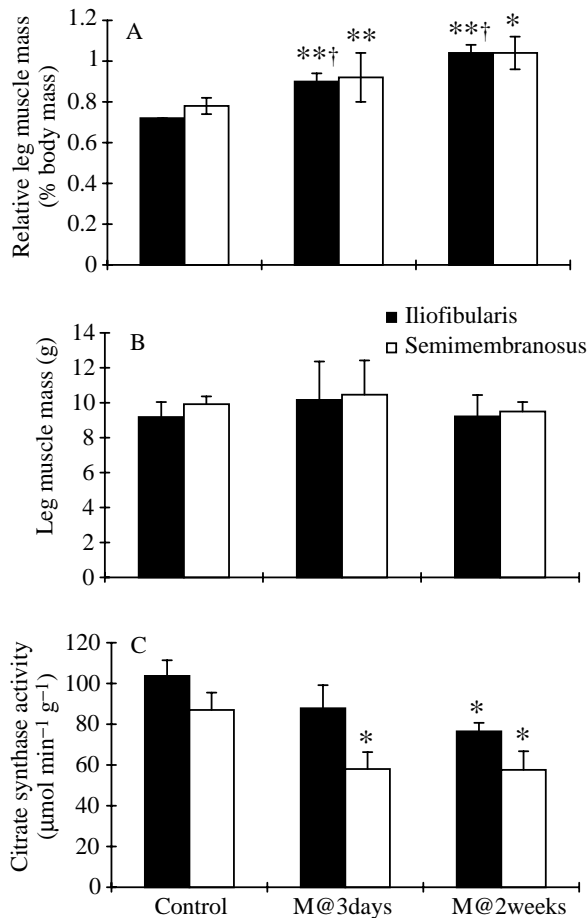 A
Relative leg muscle mass
(% body mass)
1.2
1
0.8
0.6
0.4
0.2
0
**† **
**† *
B
Iliofibularis
Semimembranosus
Leg muscle mass (g)
14
12
10
8
6
4
2
0
C
Citrate synthase activity
(µmol min–1 g–1)
120
100
80
60
40
20
0
*
* *
Control M@3days M@2weeks